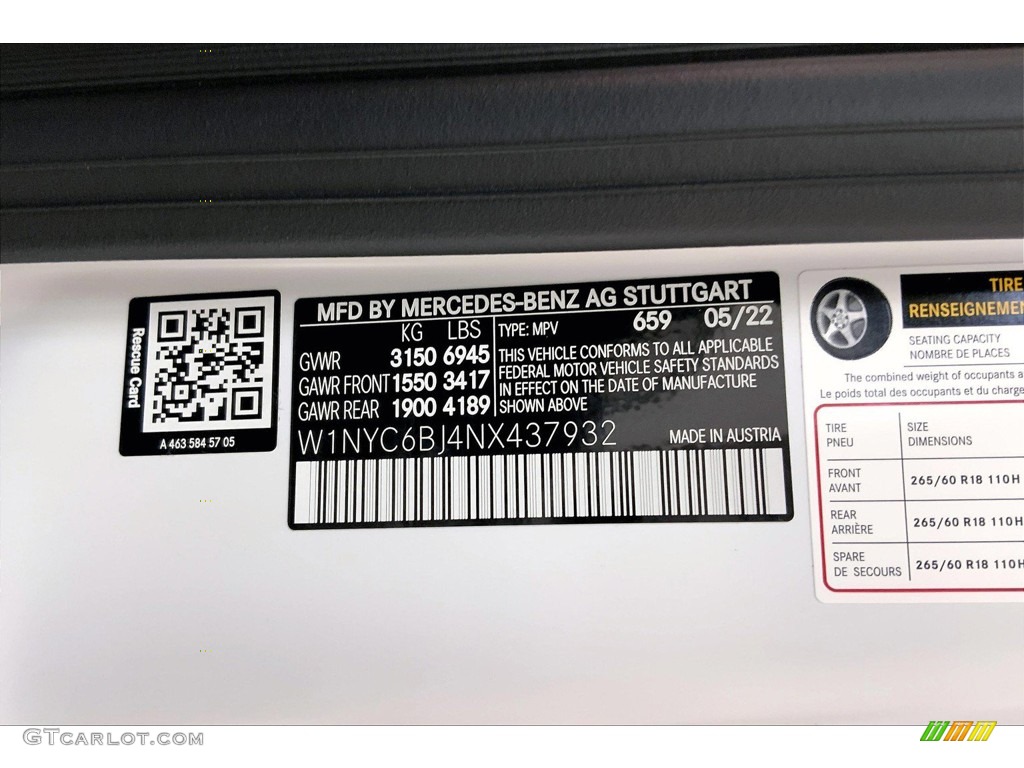 Rescue Card
A 463 584 57 05
MFD BY MERCEDES-BENZ AG STUTTGART
KG LBS TYPE: MPV 659 05/22
GVWR 3150 6945
GAWR FRONT 1550 3417
GAWR REAR 1900 4189
THIS VEHICLE CONFORMS TO ALL APPLICABLE
FEDERAL MOTOR VEHICLE SAFETY STANDARDS
IN EFFECT ON THE DATE OF MANUFACTURE
SHOWN ABOVE
W1NYC6BJ4NX437932 MADE IN AUSTRIA
TIRE
RENSEIGNEMEN
SEATING CAPACITY
NOMBRE DE PLACES
The combined weight of occupants a
Le poids total des occupants et du charge
TIRE SIZE
PNEU DIMENSIONS
FRONT
AVANT 265/60 R18 110H
REAR
ARRIÈRE 265/60 R18 110H
SPARE
DE SECOURS 265/60 R18 110H
GTCARLOT.COM